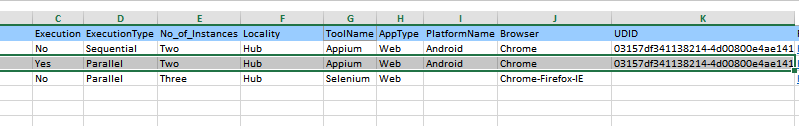 C D E F G H I J K
Execution ExecutionType No_of_Instances Locality ToolName AppType PlatformName Browser UDID
No Sequential Two Hub Appium Web Android Chrome 03157df341138214-4d00800e4ae141
Yes Parallel Two Hub Appium Web Android Chrome 03157df341138214-4d00800e4ae141
No Parallel Three Hub Selenium Web Chrome-Firefox-IE